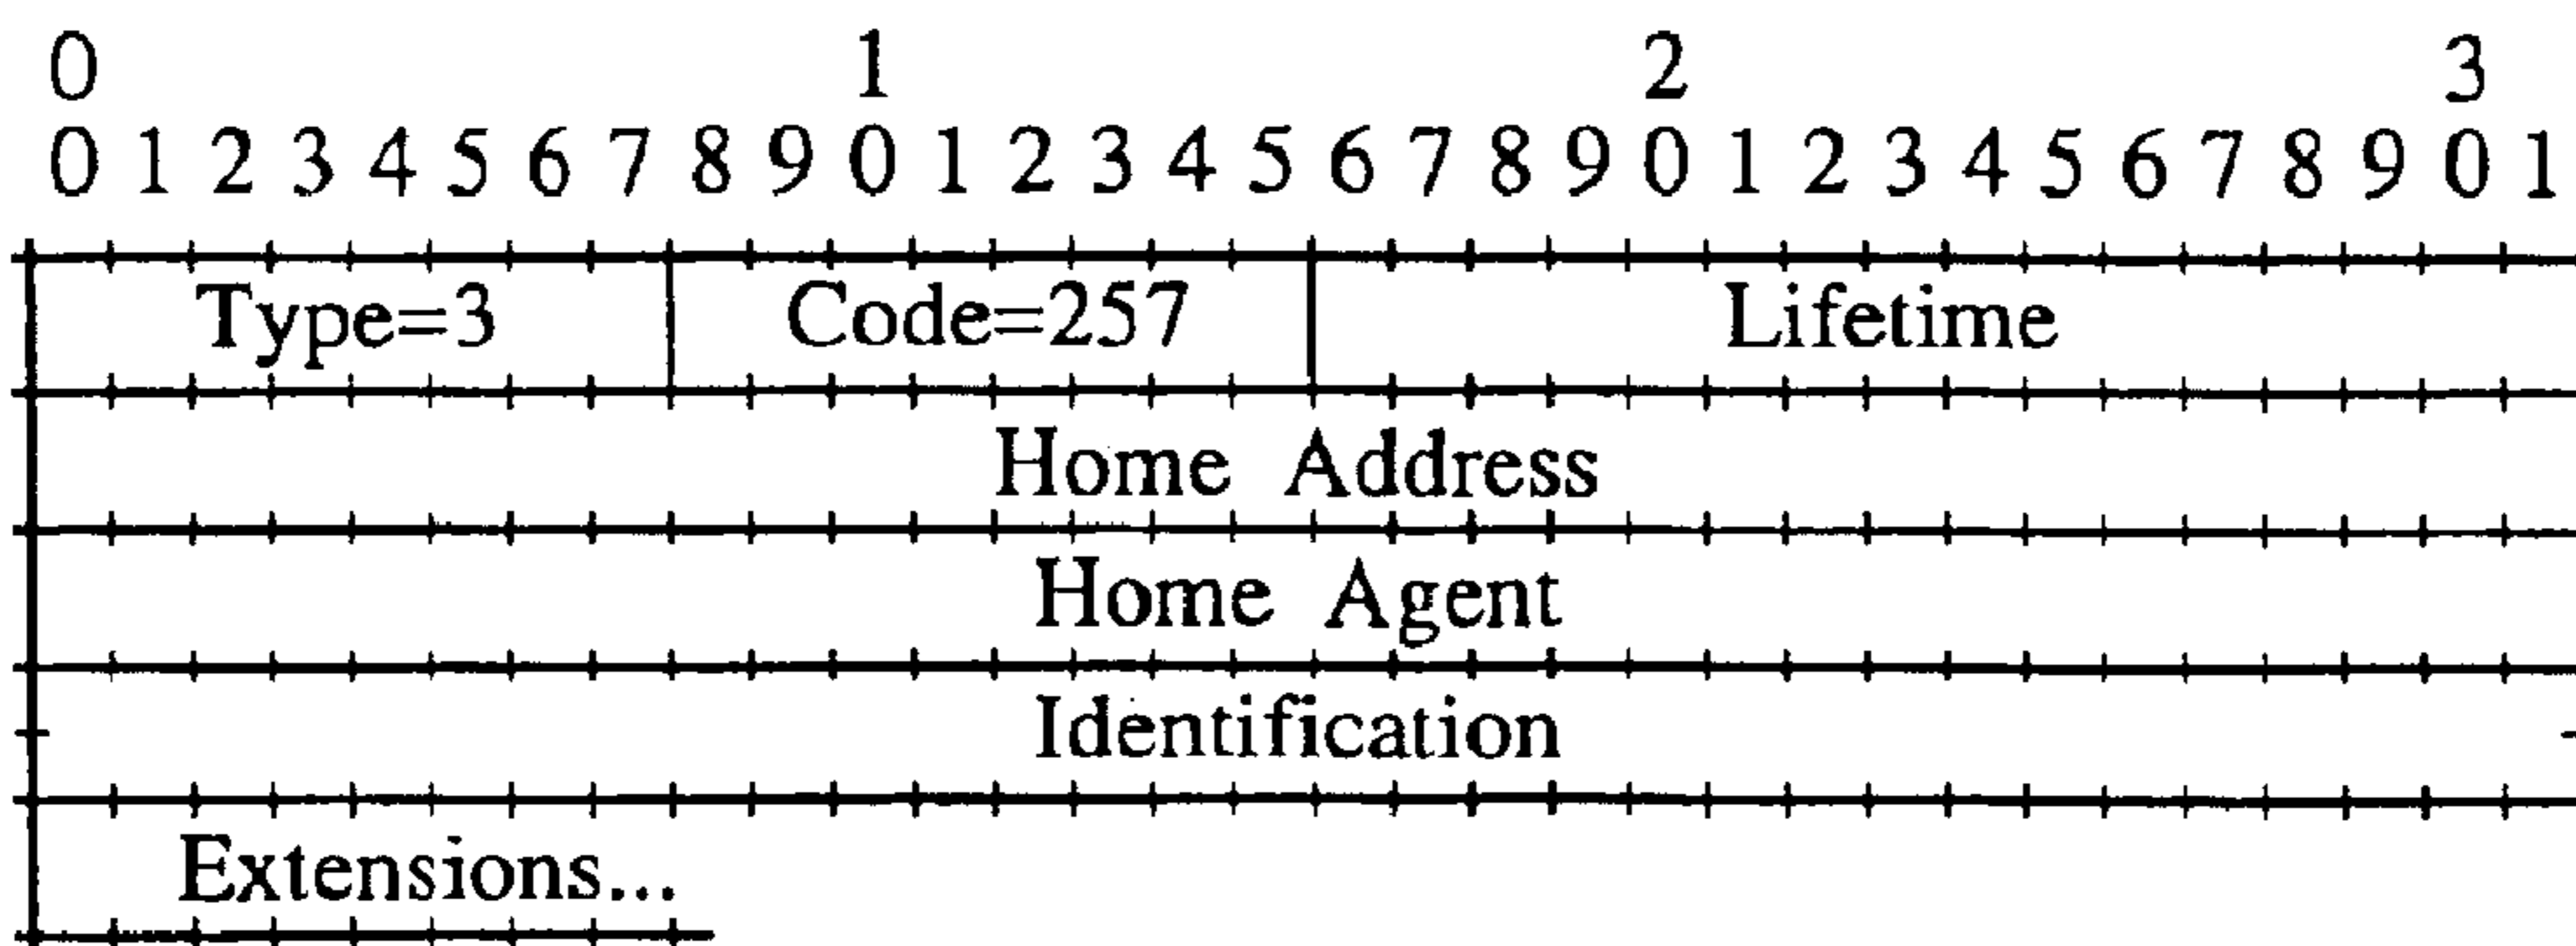 0 1 2 3
0 1 2 3 4 5 6 7 8 9 0 1 2 3 4 5 6 7 8 9 0 1 2 3 4 5 6 7 8 9 0 1
Type=3 Code=257 Lifetime
Home Address
Home Agent
Identification
Extensions...